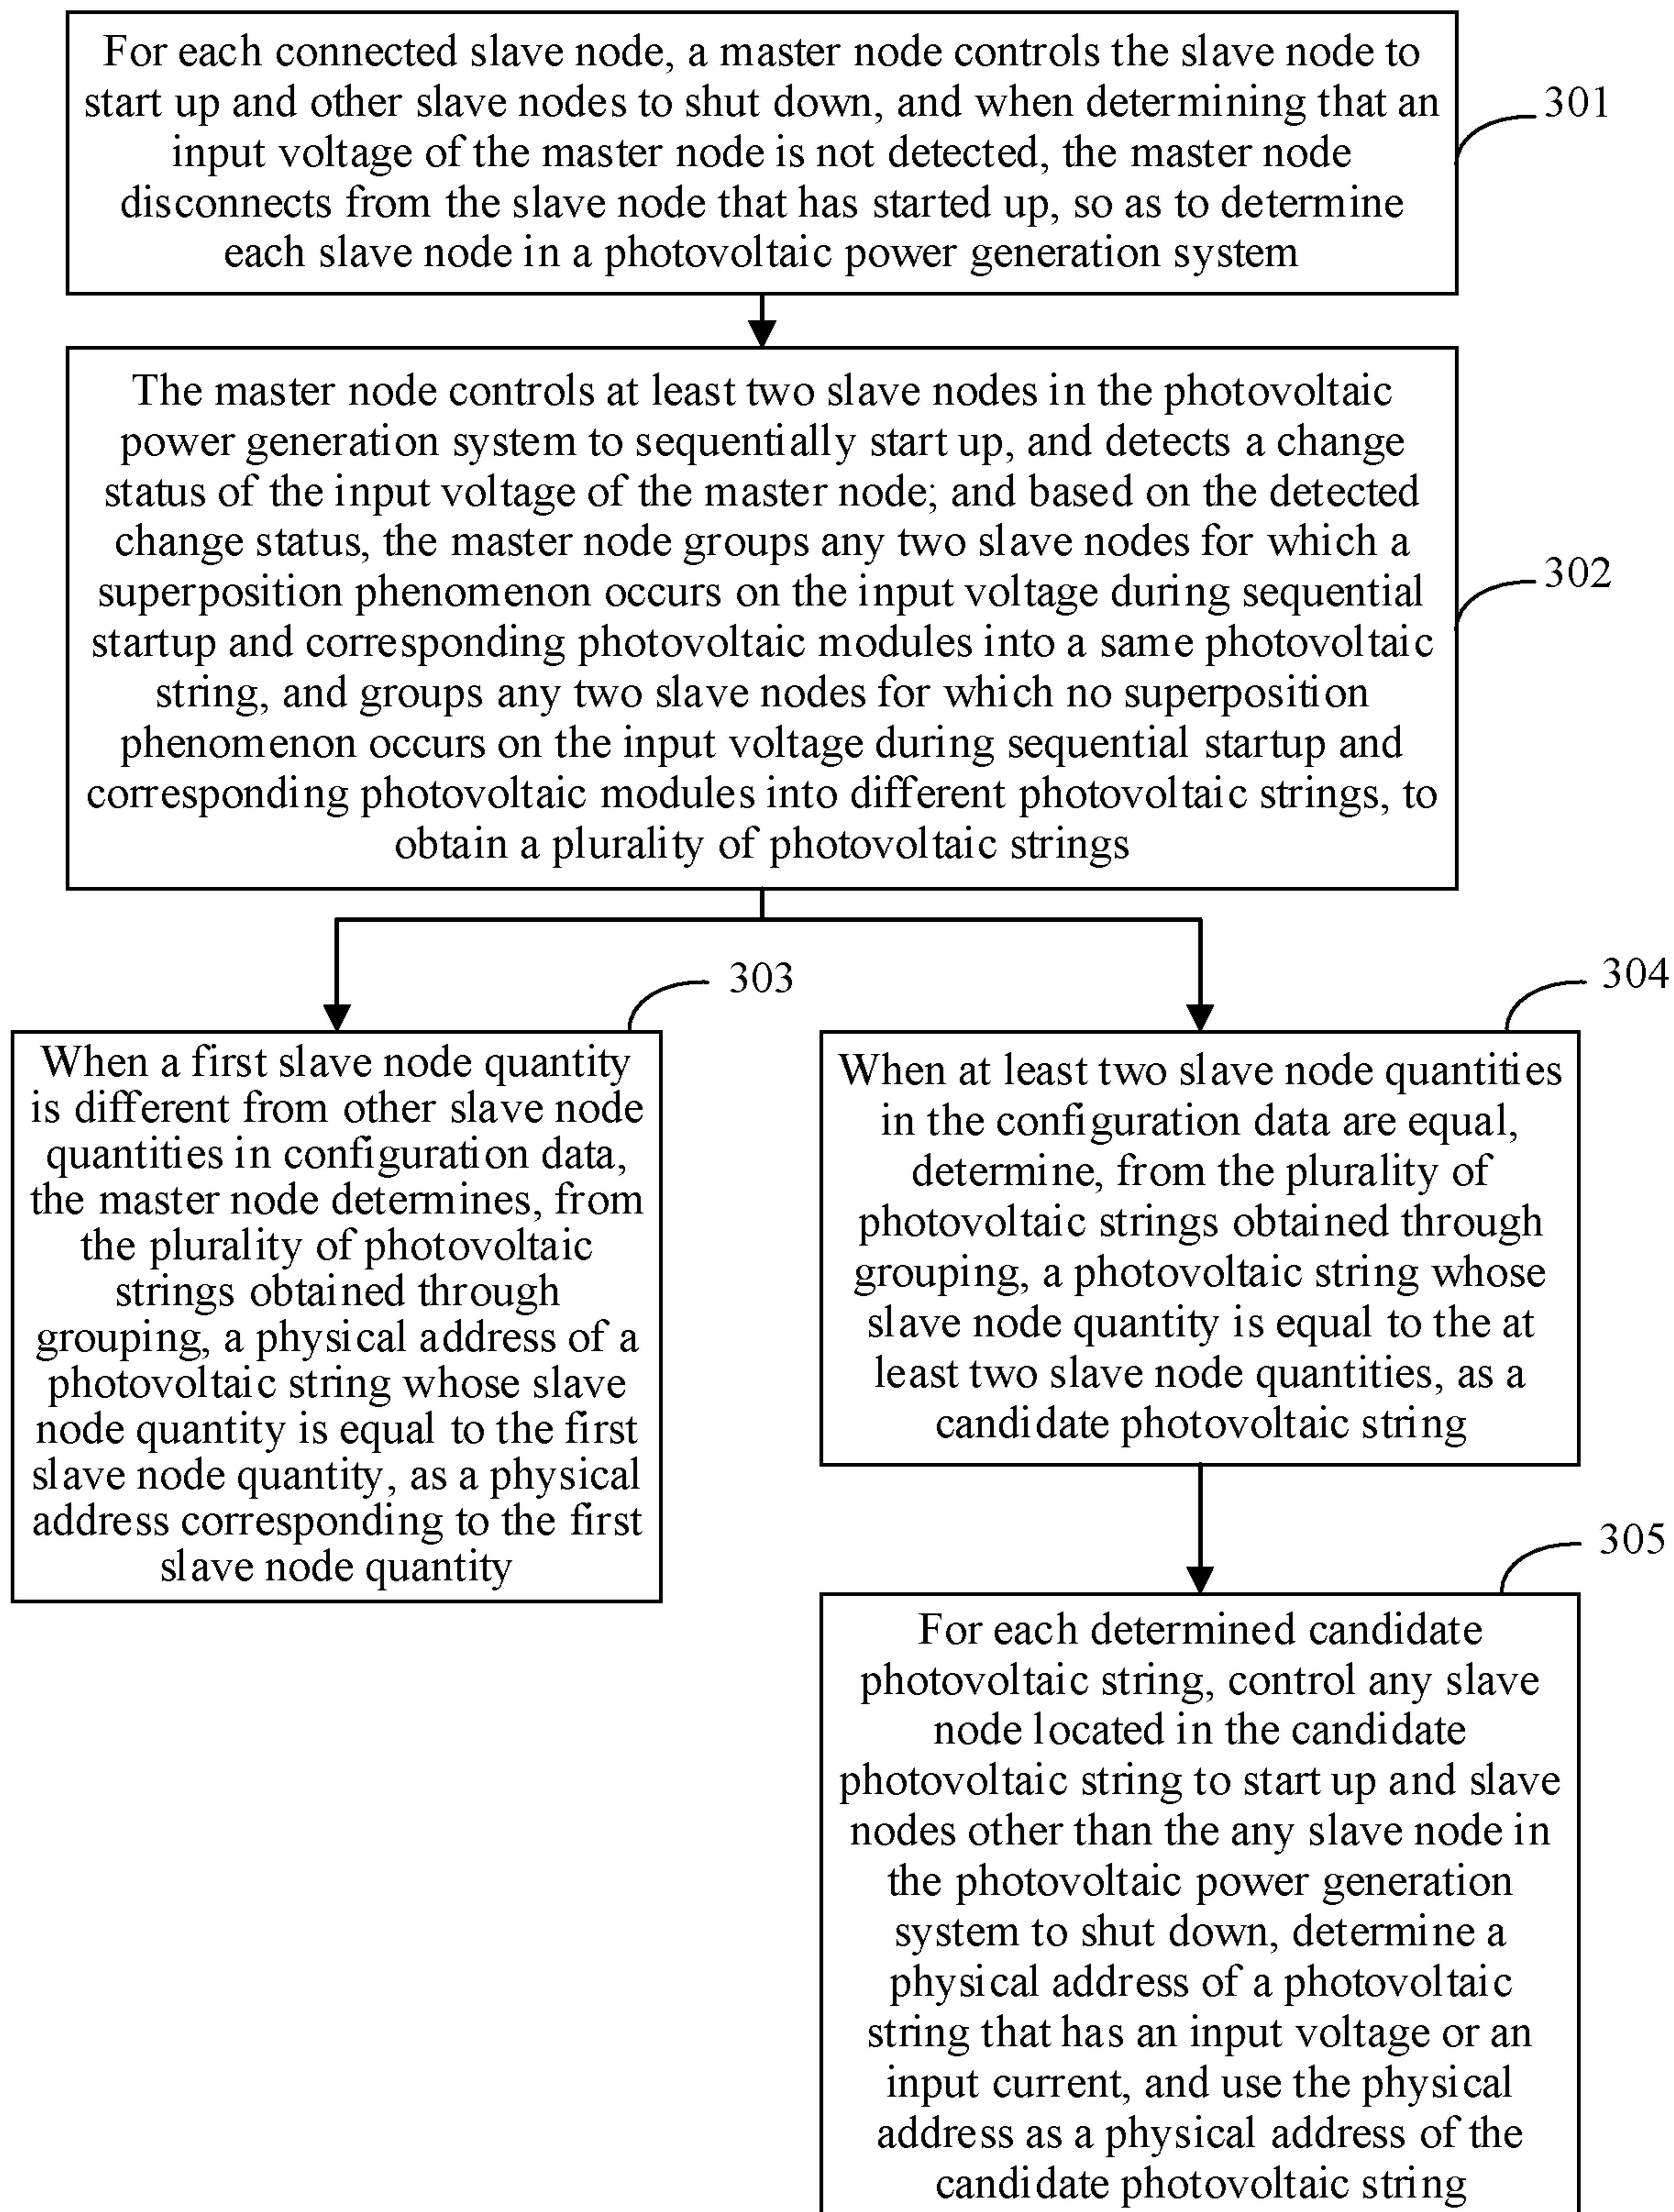 For each connected slave node, a master node controls the slave node to
start up and other slave nodes to shut down, and when determining that an
input voltage of the master node is not detected, the master node
disconnects from the slave node that has started up, so as to determine
each slave node in a photovoltaic power generation system
301
The master node controls at least two slave nodes in the photovoltaic
power generation system to sequentially start up, and detects a change
status of the input voltage of the master node; and based on the detected
change status, the master node groups any two slave nodes for which a
superposition phenomenon occurs on the input voltage during sequential
startup and corresponding photovoltaic modules into a same photovoltaic
string, and groups any two slave nodes for which no superposition
phenomenon occurs on the input voltage during sequential startup and
corresponding photovoltaic modules into different photovoltaic strings, to
obtain a plurality of photovoltaic strings
302
303
When a first slave node quantity
is different from other slave node
quantities in configuration data,
the master node determines, from
the plurality of photovoltaic
strings obtained through
grouping, a physical address of a
photovoltaic string whose slave
node quantity is equal to the first
slave node quantity, as a physical
address corresponding to the first
slave node quantity
304
When at least two slave node quantities
in the configuration data are equal,
determine, from the plurality of
photovoltaic strings obtained through
grouping, a photovoltaic string whose
slave node quantity is equal to the at
least two slave node quantities, as a
candidate photovoltaic string
305
For each determined candidate
photovoltaic string, control any slave
node located in the candidate
photovoltaic string to start up and slave
nodes other than the any slave node in
the photovoltaic power generation
system to shut down, determine a
physical address of a photovoltaic
string that has an input voltage or an
input current, and use the physical
address as a physical address of the
candidate photovoltaic string